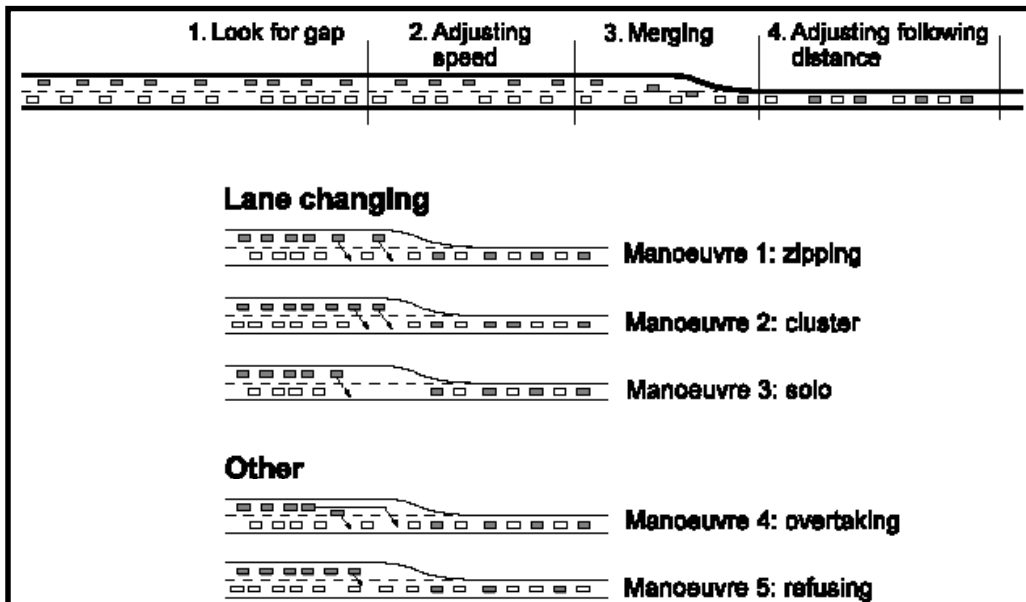 1. Look for gap
2. Adjusting
speed
3. Merging
4. Adjusting following
distance
Lane changing
Manoeuvre 1: zipping
Manoeuvre 2: cluster
Manoeuvre 3: solo
Other
Manoeuvre 4: overtaking
Manoeuvre 5: refusing